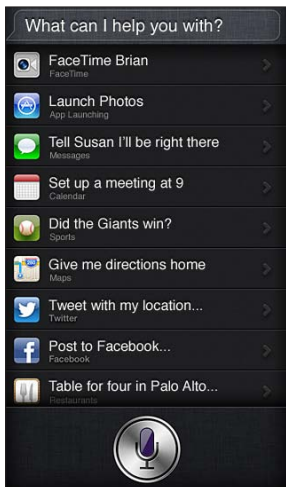 What can I help you with?
FaceTime Brian
FaceTime
Launch Photos
App Launching
Tell Susan I'll be right there
Messages
Set up a meeting at 9
Calendar
Did the Giants win?
Sports
Give me directions home
Maps
Tweet with my location...
Twitter
Post to Facebook...
Facebook
Table for four in Palo Alto...
Restaurants